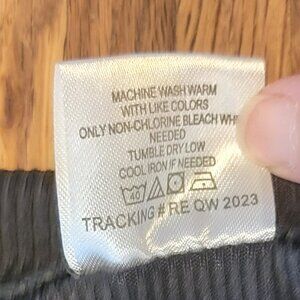 MACHINE WASH WARM
WITH LIKE COLORS
ONLY NON-CHLORINE BLEACH WH
NEEDED
TUMBLE DRY LOW
COOL IRON IF NEEDED
40
TRACKING # RE QW 2023